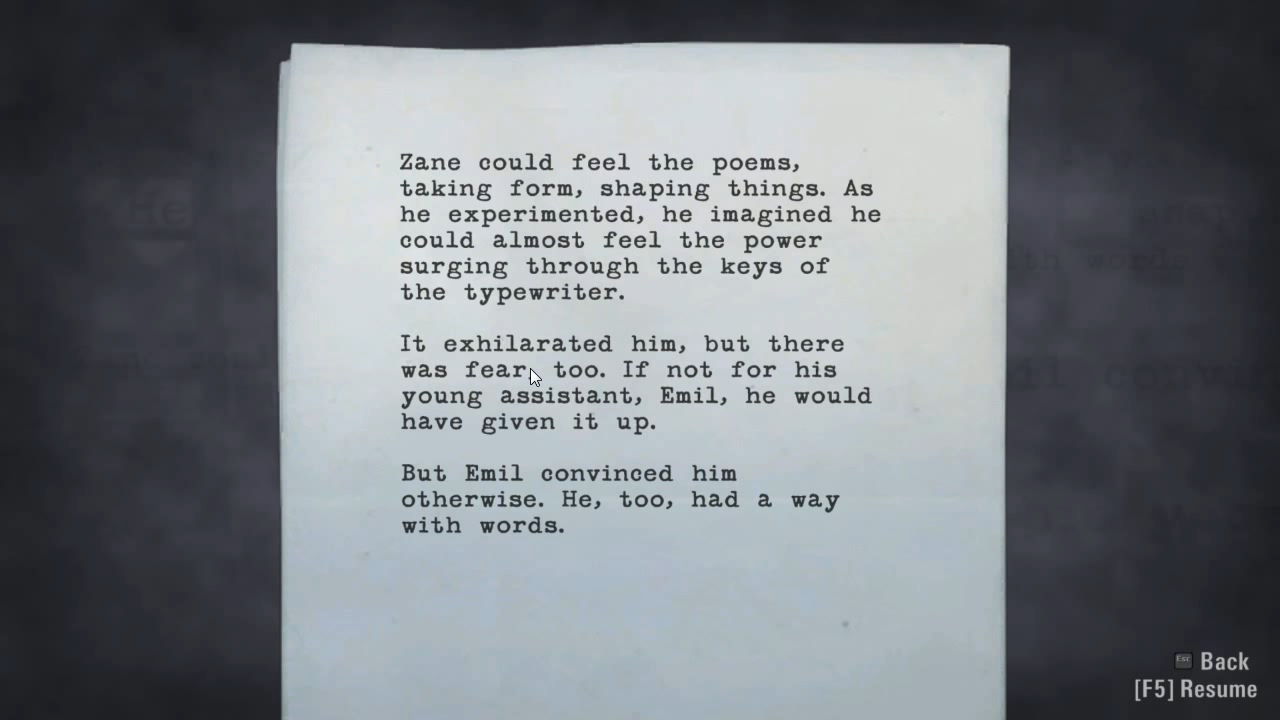 Zane could feel the poems,
taking form, shaping things. As
he experimented, he imagined he
could almost feel the power
surging through the keys of
the typewriter.
It exhilarated him, but there
was fear, too. If not for his
young assistant, Emil, he would
have given it up.
But Emil convinced him
otherwise. He, too, had a way
with words.
Esc Back
[F5] Resume